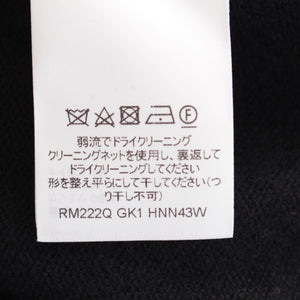 F
弱流でドライクリーニング
クリーニングネットを使用し、裏返して
ドライクリーニングしてください
形を整え平らにして干してください(つ
り干し不可)
RM222Q GK1 HNN43W